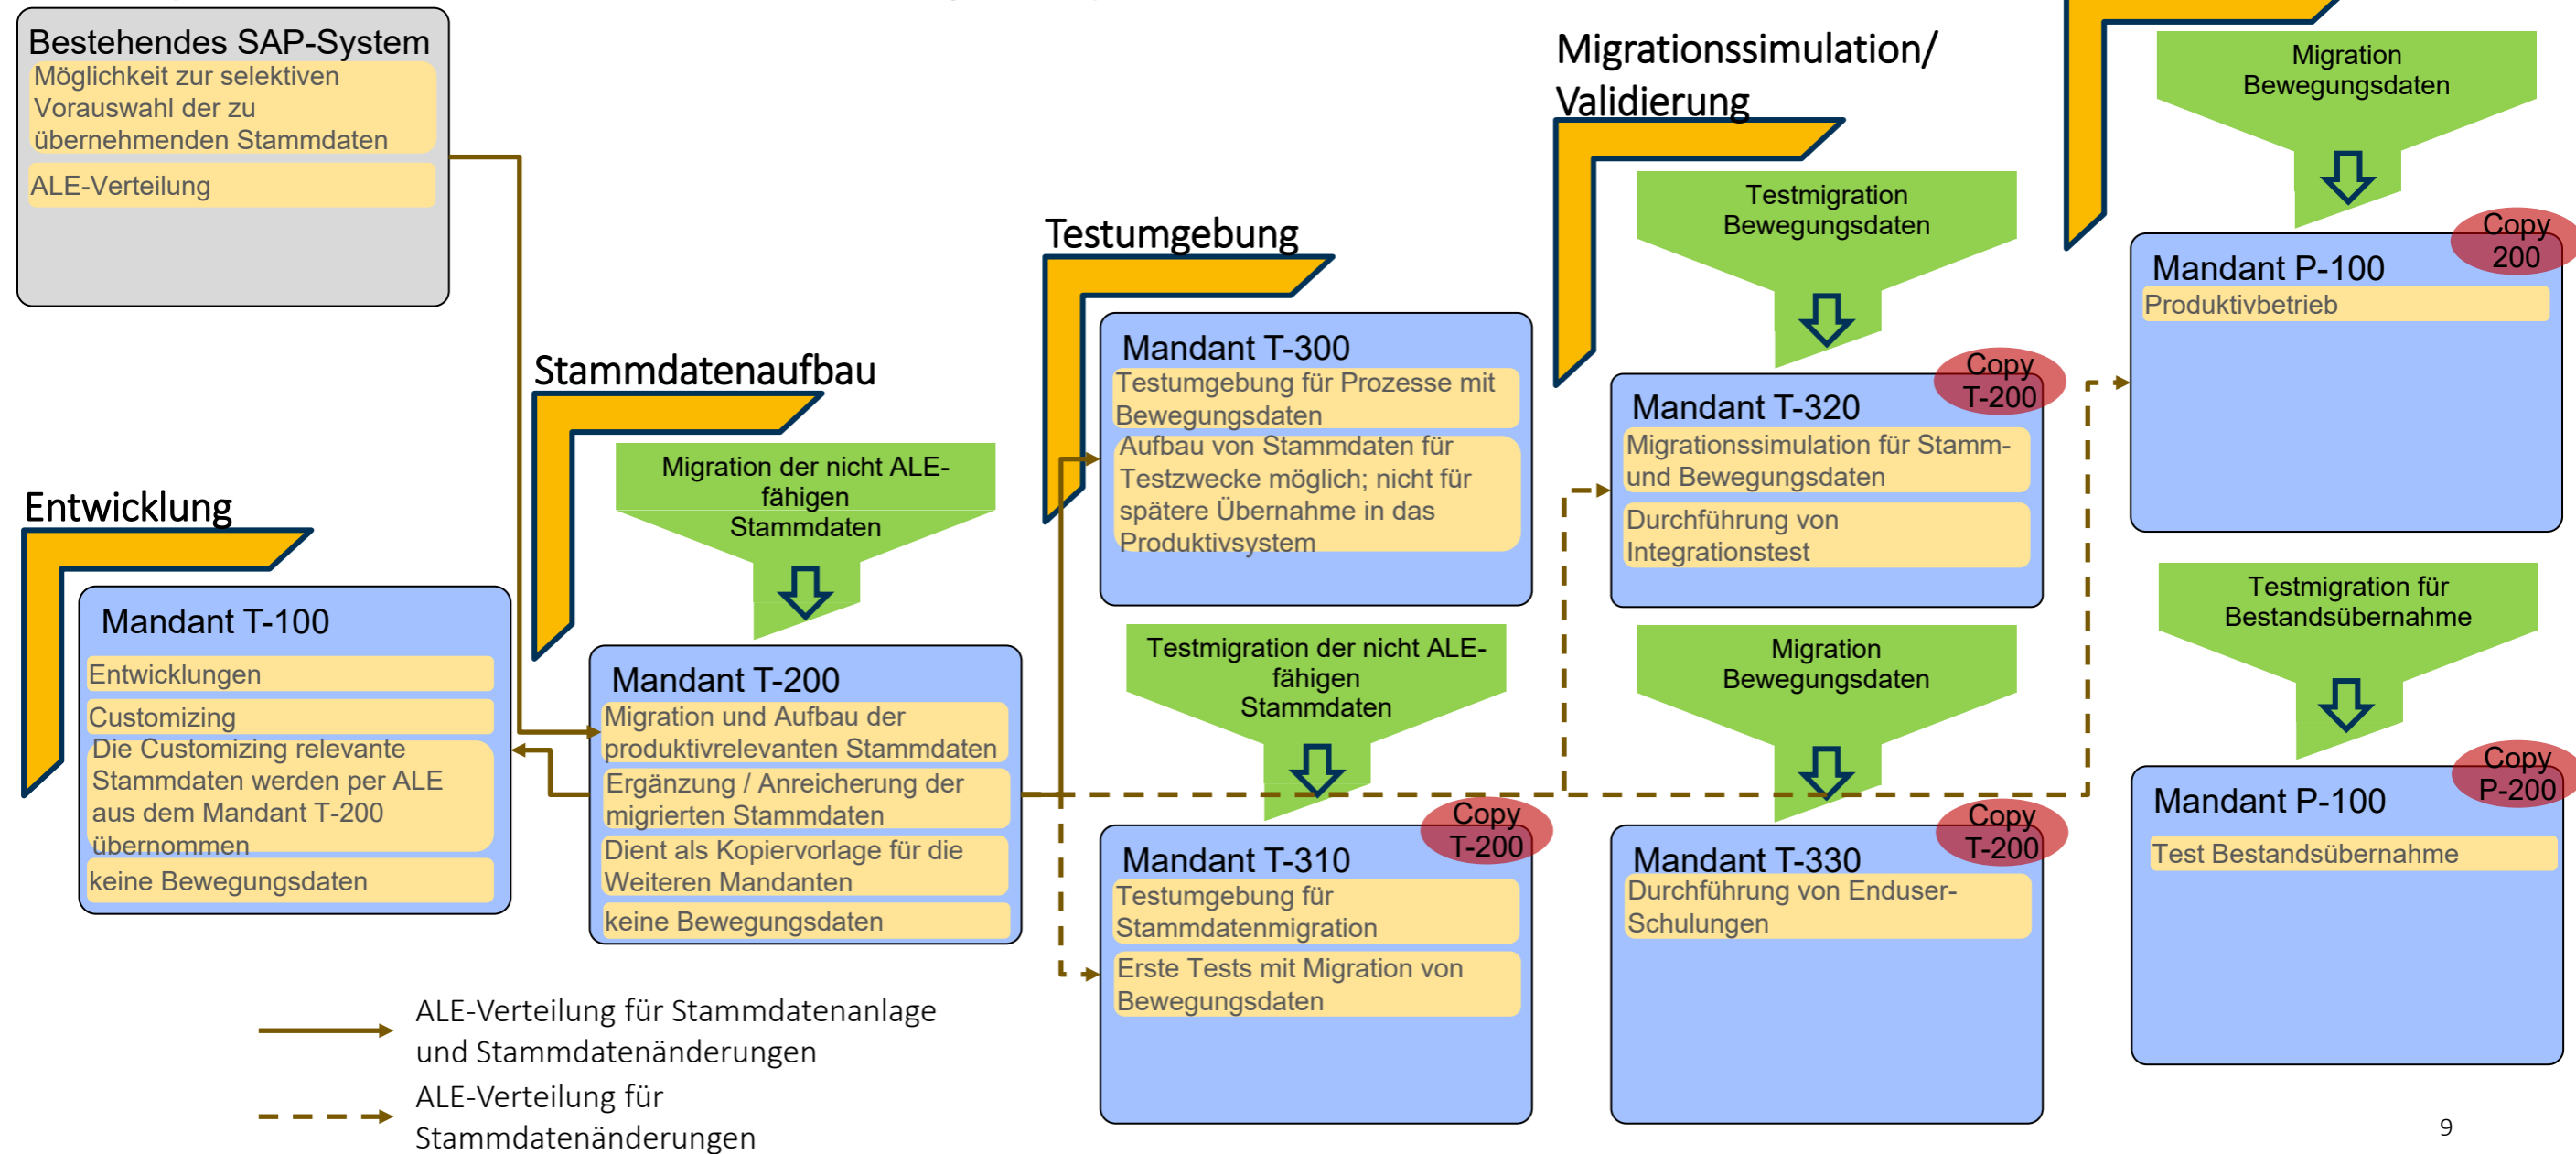 Bestehendes SAP-System
Möglichkeit zur selektiven
Vorauswahl der zu
übernehmenden Stammdaten
ALE-Verteilung
Entwicklung
Mandant T-100
Entwicklungen
Customizing
Die Customizing relevante
Stammdaten werden per ALE
aus dem Mandant T-200
übernommen
keine Bewegungsdaten
Stammdatenaufbau
Migration der nicht ALE-
fähigen
Stammdaten
Mandant T-200
Migration und Aufbau der
produktivrelevanten Stammdaten
Ergänzung / Anreicherung der
migrierten Stammdaten
Dient als Kopiervorlage für die
Weiteren Mandanten
keine Bewegungsdaten
Testumgebung
Mandant T-300
Testumgebung für Prozesse mit
Bewegungsdaten
Aufbau von Stammdaten für
Testzwecke möglich; nicht für
spätere Übernahme in das
Produktivsystem
Testmigration der nicht ALE-
fähigen
Stammdaten
Copy
T-200
Mandant T-310
Testumgebung für
Stammdatenmigration
Erste Tests mit Migration von
Bewegungsdaten
Migrationssimulation/
Validierung
Testmigration
Bewegungsdaten
Copy
T-200
Mandant T-320
Migrationssimulation für Stamm-
und Bewegungsdaten
Durchführung von
Integrationstest
Migration
Bewegungsdaten
Copy
T-200
Mandant T-330
Durchführung von Enduser-
Schulungen
Migration
Bewegungsdaten
Copy
200
Mandant P-100
Produktivbetrieb
Testmigration für
Bestandsübernahme
Copy
P-200
Mandant P-100
Test Bestandsübernahme
ALE-Verteilung für Stammdatenanlage
und Stammdatenänderungen
ALE-Verteilung für
Stammdatenänderungen
9